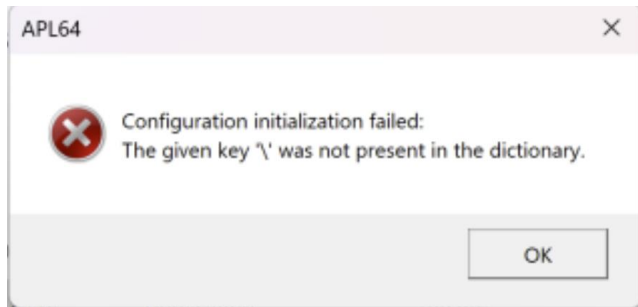 APL64
Configuration initialization failed:
The given key '\' was not present in the dictionary.
OK